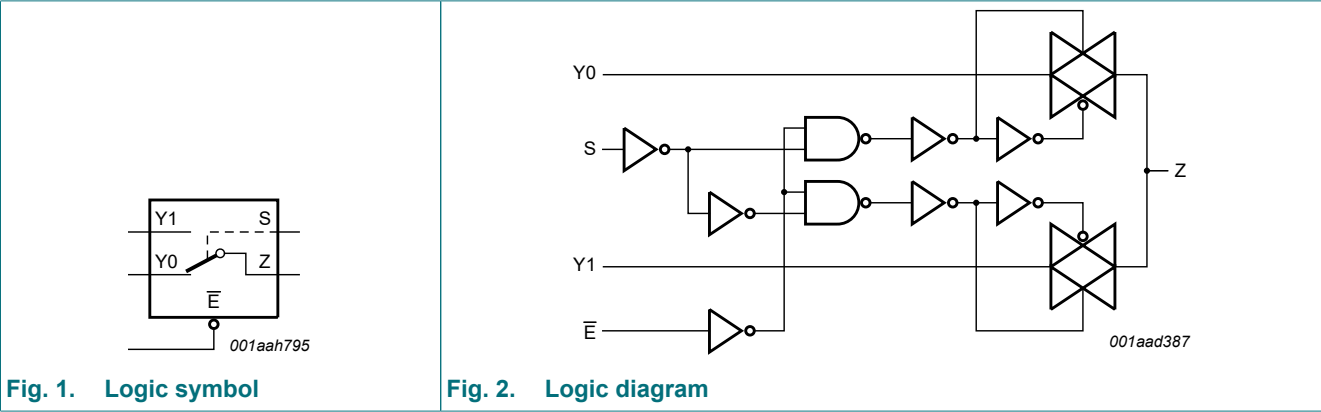 Y1 S
Y0 Z
E̅
001aah795
Fig. 1. Logic symbol
Y0
S
Z
Y1
E̅
001aad387
Fig. 2. Logic diagram